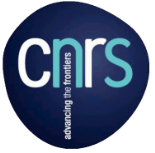 cnrs
advancing the frontiers